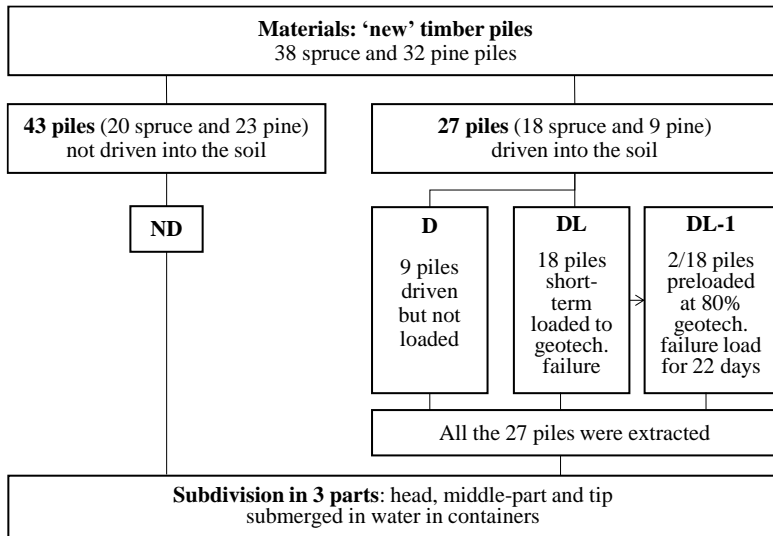 Materials: ‘new’ timber piles
38 spruce and 32 pine piles
43 piles (20 spruce and 23 pine)
not driven into the soil
27 piles (18 spruce and 9 pine)
driven into the soil
ND
D
9 piles
driven
but not
loaded
DL
18 piles
short-
term
loaded to
geotech.
failure
DL-1
2/18 piles
preloaded
at 80%
geotech.
failure load
for 22 days
All the 27 piles were extracted
Subdivision in 3 parts: head, middle-part and tip
submerged in water in containers